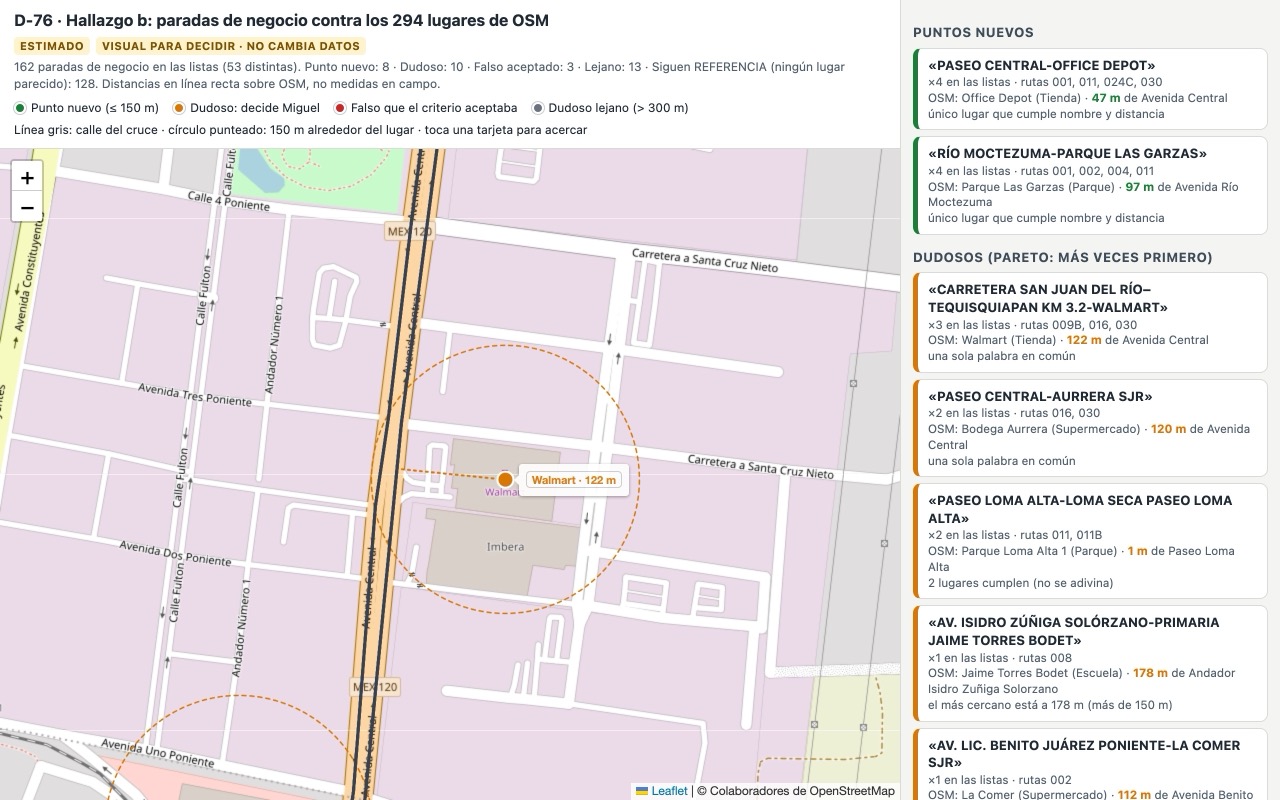 D-76 · Hallazgo b: paradas de negocio contra los 294 lugares de OSM
ESTIMADO
VISUAL PARA DECIDIR · NO CAMBIA DATOS
162 paradas de negocio en las listas (53 distintas). Punto nuevo: 8 · Dudoso: 10 · Falso aceptado: 3 · Lejano: 13 · Siguen REFERENCIA (ningún lugar
parecido): 128. Distancias en línea recta sobre OSM, no medidas en campo.
Punto nuevo (≤ 150 m)
Dudoso: decide Miguel
Falso que el criterio aceptaba
Dudoso lejano (> 300 m)
Línea gris: calle del cruce · círculo punteado: 150 m alrededor del lugar · toca una tarjeta para acercar
+
−
Calle 4 Poniente
Calle Fulton
Avenida Central
MEX 120
Carretera a Santa Cruz Nieto
Avenida Constituyentes
Calle Fulton
Andador Número 1
Avenida Central
Avenida Tres Poniente
Carretera a Santa Cruz Nieto
Calle Fulton
Walmart · 122 m
Imbera
Avenida Dos Poniente
Calle Fulton
Andador Número 1
Avenida Central
MEX 120
Avenida Uno Poniente
Avenida Central
Leaflet | © Colaboradores de OpenStreetMap
PUNTOS NUEVOS
«PASEO CENTRAL-OFFICE DEPOT»
×4 en las listas · rutas 001, 011, 024C, 030
OSM: Office Depot (Tienda) · 47 m de Avenida Central
único lugar que cumple nombre y distancia
«RÍO MOCTEZUMA-PARQUE LAS GARZAS»
×4 en las listas · rutas 001, 002, 004, 011
OSM: Parque Las Garzas (Parque) · 97 m de Avenida Río
Moctezuma
único lugar que cumple nombre y distancia
DUDOSOS (PARETO: MÁS VECES PRIMERO)
«CARRETERA SAN JUAN DEL RÍO–
TEQUISQUIAPAN KM 3.2-WALMART»
×3 en las listas · rutas 009B, 016, 030
OSM: Walmart (Tienda) · 122 m de Avenida Central
una sola palabra en común
«PASEO CENTRAL-AURRERA SJR»
×2 en las listas · rutas 016, 030
OSM: Bodega Aurrera (Supermercado) · 120 m de Avenida
Central
una sola palabra en común
«PASEO LOMA ALTA-LOMA SECA PASEO LOMA
ALTA»
×2 en las listas · rutas 011, 011B
OSM: Parque Loma Alta 1 (Parque) · 1 m de Paseo Loma
Alta
2 lugares cumplen (no se adivina)
«AV. ISIDRO ZÚÑIGA SOLÓRZANO-PRIMARIA
JAIME TORRES BODET»
×1 en las listas · rutas 008
OSM: Jaime Torres Bodet (Escuela) · 178 m de Andador
Isidro Zuñiga Solorzano
el más cercano está a 178 m (más de 150 m)
«AV. LIC. BENITO JUÁREZ PONIENTE-LA COMER
SJR»
×1 en las listas · rutas 002
OSM: La Comer (Supermercado) · 112 m de Avenida Benito